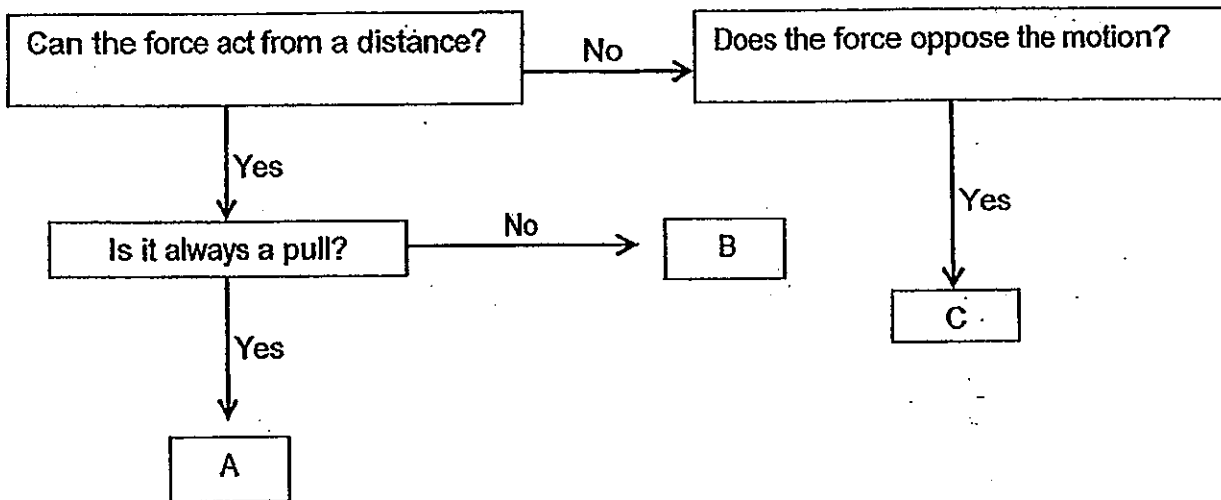 Can the force act from a distance?
No
Does the force oppose the motion?
Yes
Yes
Is it always a pull?
No
B
C
Yes
A